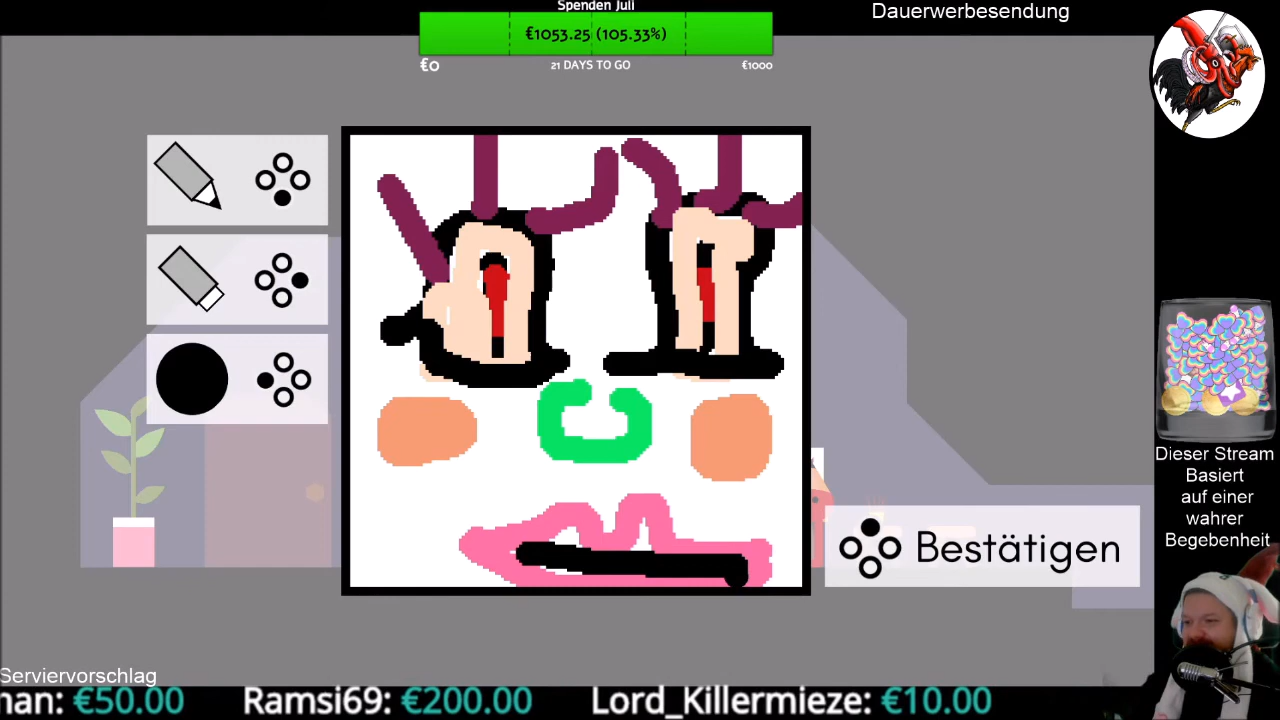 Spenden Juli
Dauerwerbesendung
€1053.25 (105.33%)
€0
21 DAYS TO GO
€1000
Dieser Stream
Basiert
auf einer
wahrer
Begebenheit
Bestätigen
Serviervorschlag
man: €50.00 Ramsi69: €200.00 Lord_Killermieze: €10.00